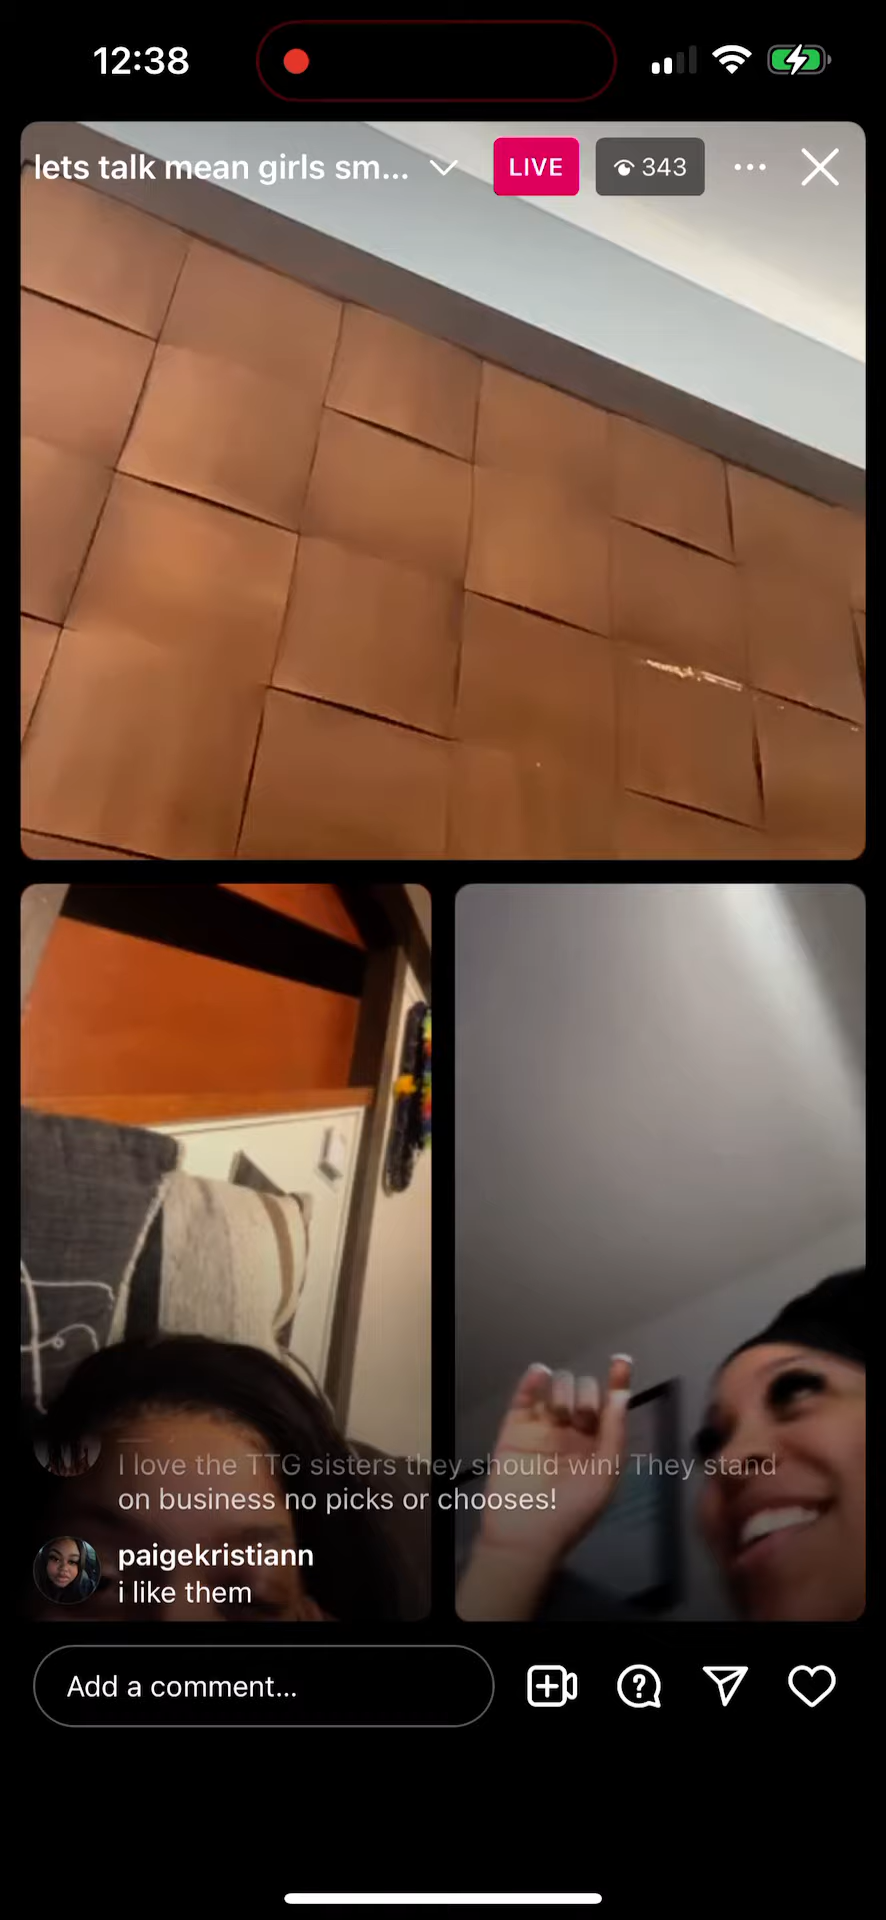 12:38
lets talk mean girls sm...
LIVE
343
I love the TTG sisters they should win! They stand
on business no picks or chooses!
paigekristiann
i like them
Add a comment...